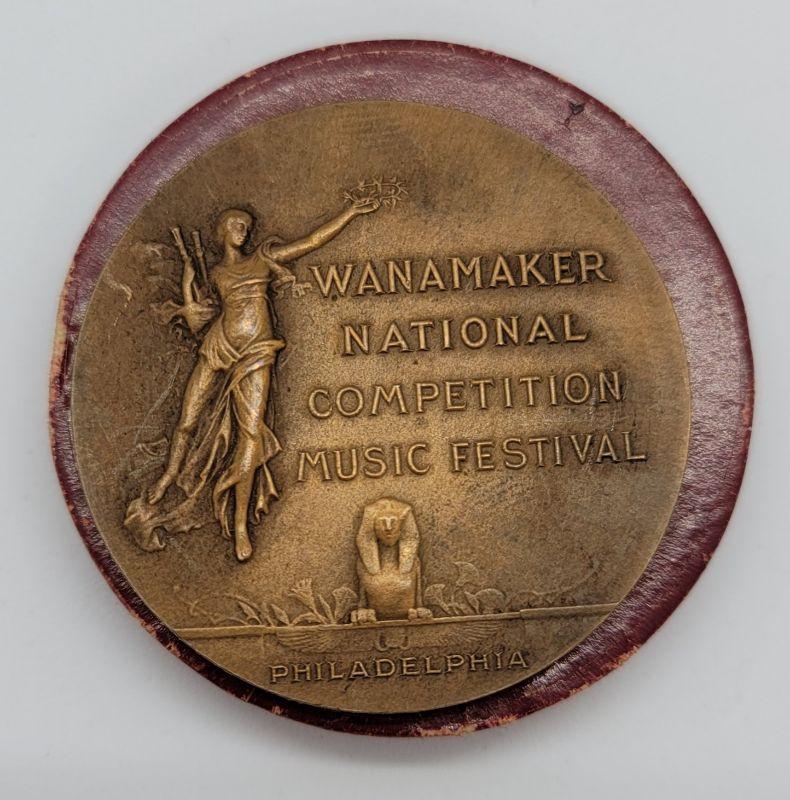 WANAMAKER
NATIONAL
COMPETITION
MUSIC FESTIVAL
PHILADELPHIA